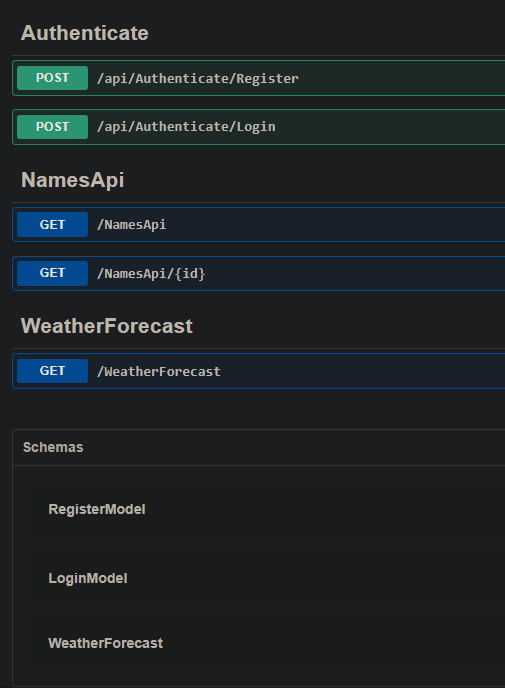 Authenticate
POST /api/Authenticate/Register
POST /api/Authenticate/Login
NamesApi
GET /NamesApi
GET /NamesApi/{id}
WeatherForecast
GET /WeatherForecast
Schemas
RegisterModel
LoginModel
WeatherForecast